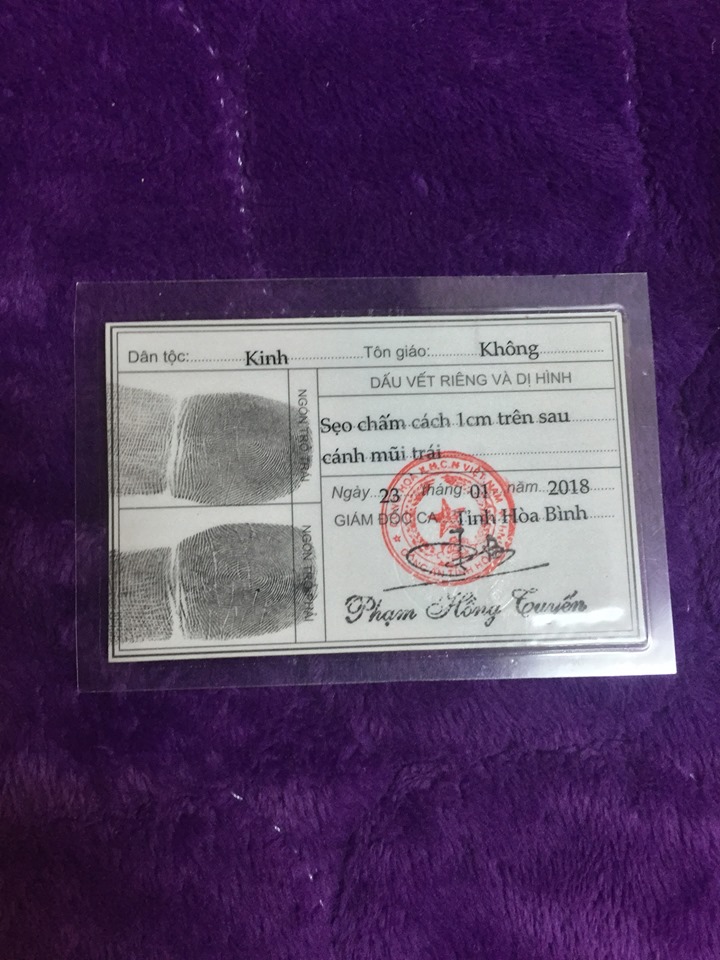 Dân tộc: Kinh Tôn giáo: Không
NGÓN TRỎ TRÁI
DẤU VẾT RIÊNG VÀ DỊ HÌNH
Sẹo chấm cách 1cm trên sau
cánh mũi trái
Ngày 23 tháng 01 năm 2018
GIÁM ĐỐC CA Tỉnh Hòa Bình
NGÓN TRỎ PHẢI
Phạm Hồng Tuyến